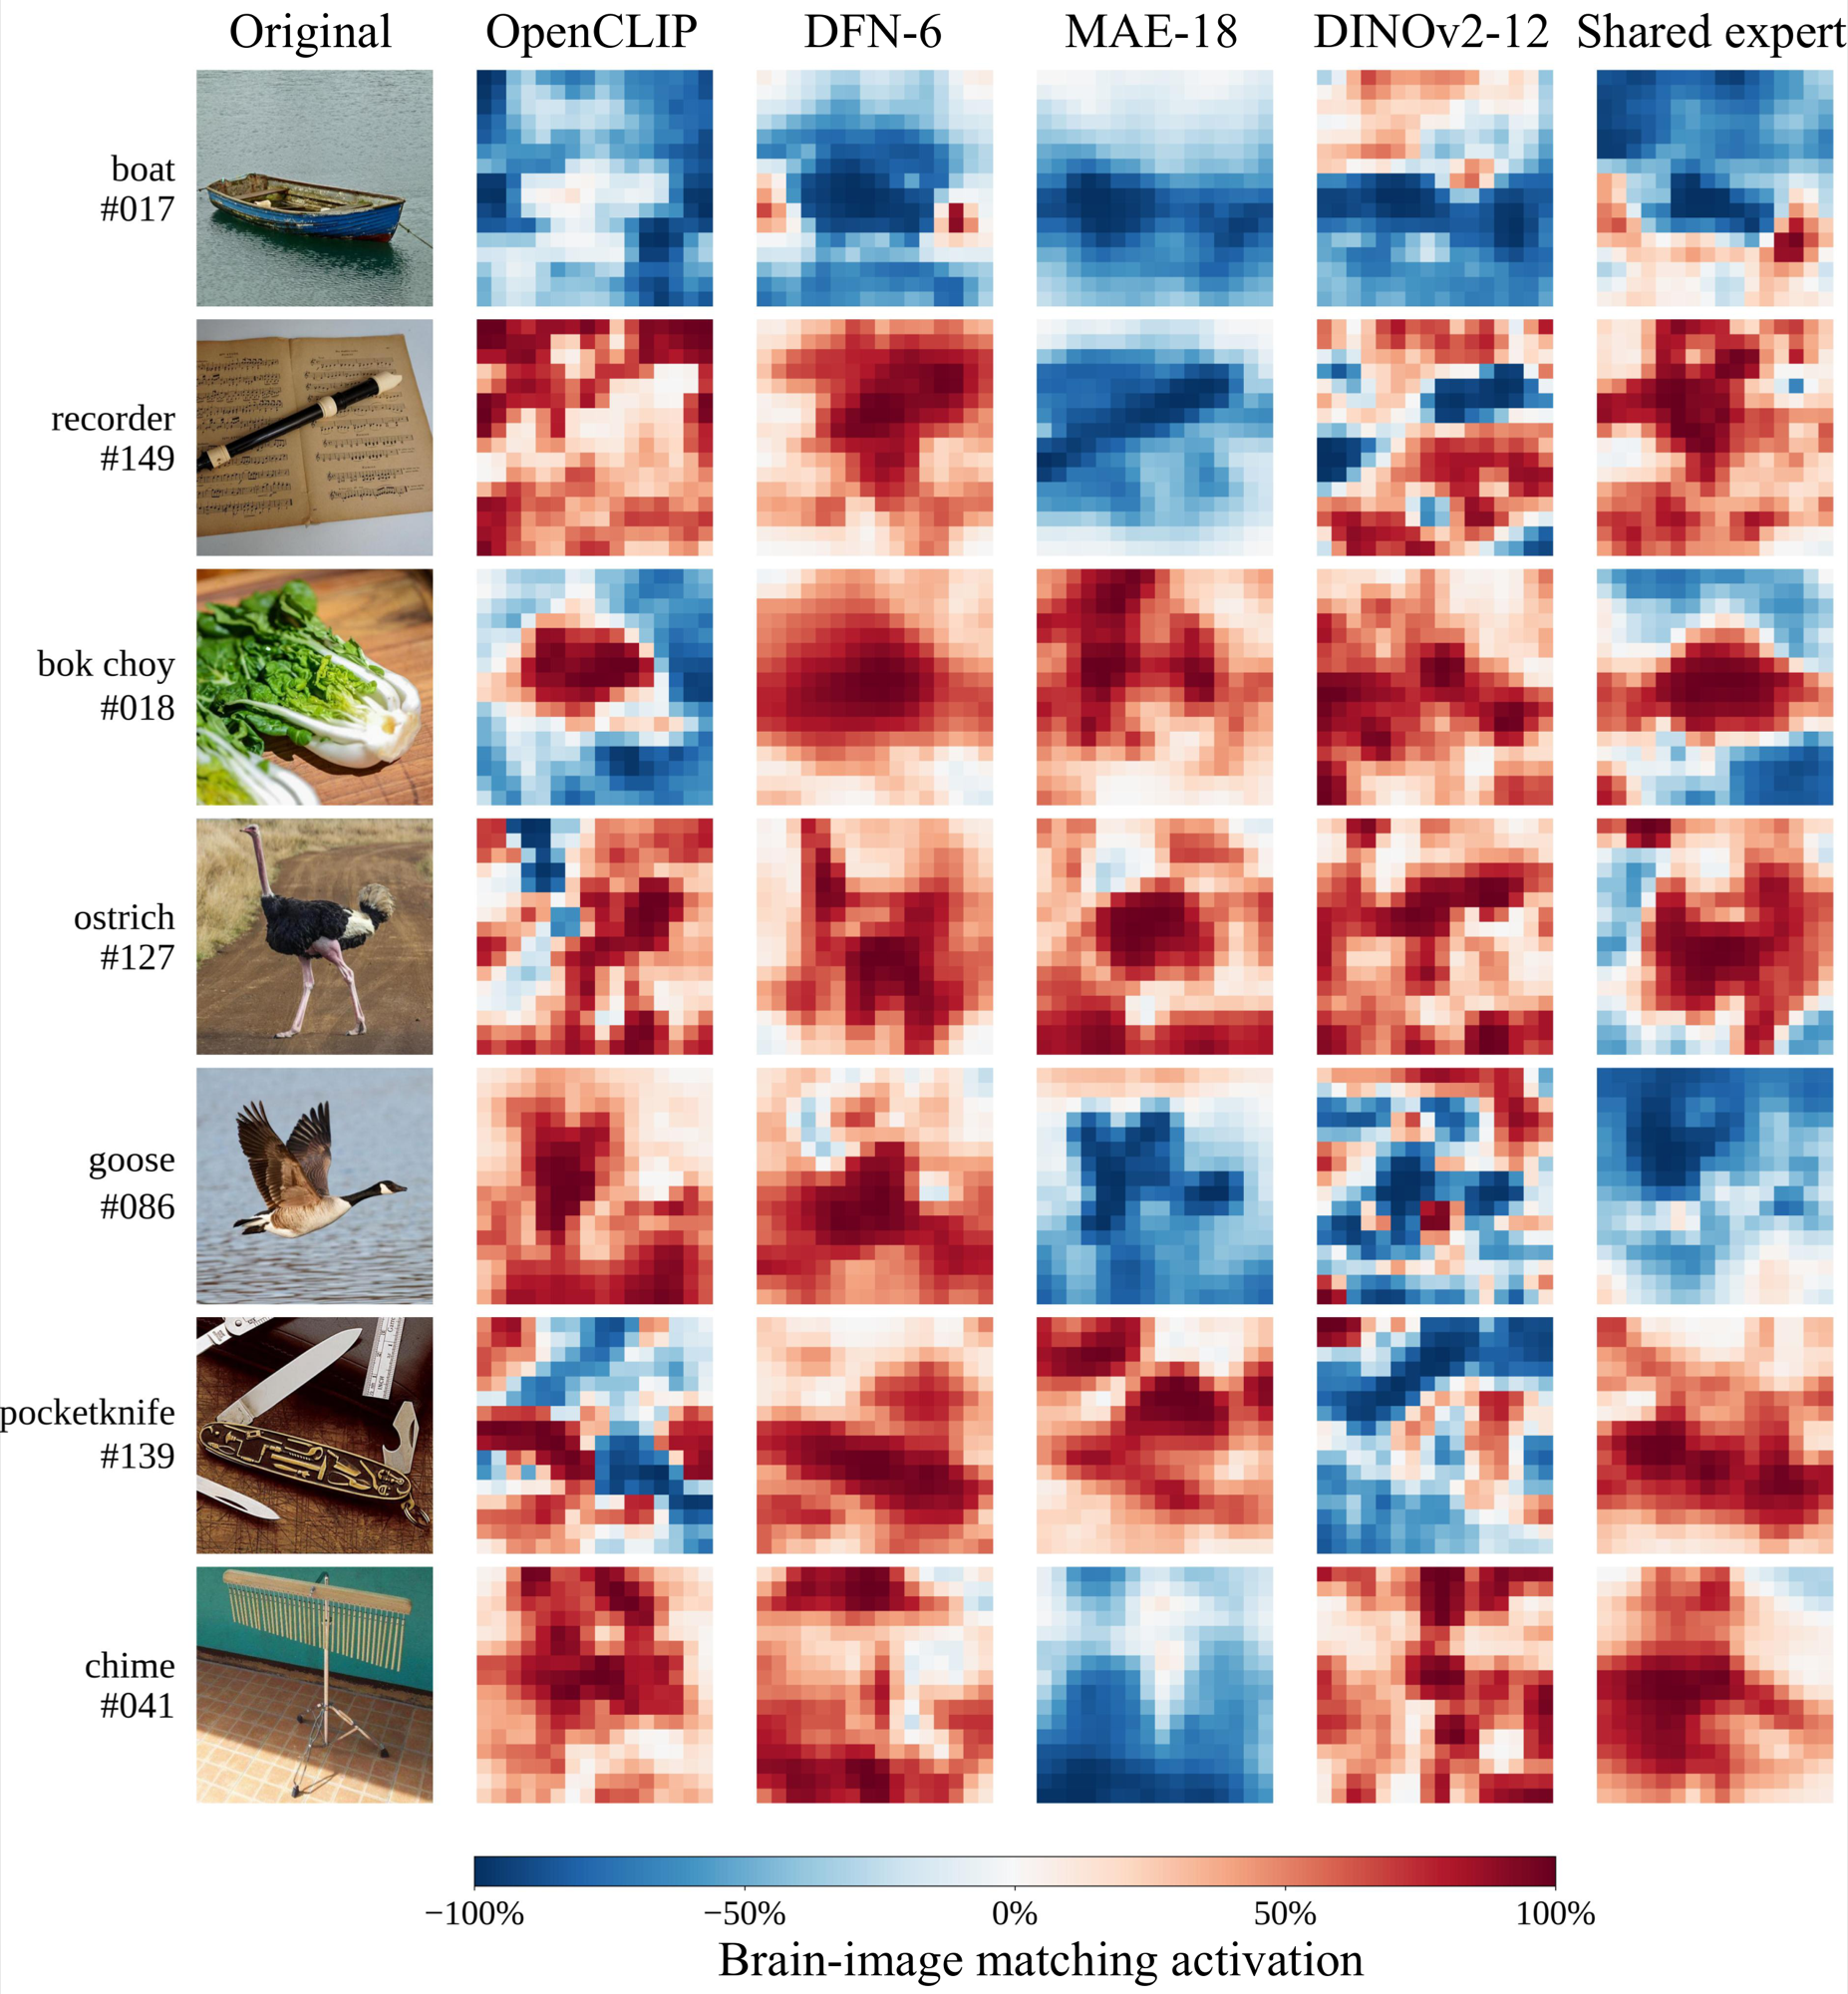 Original OpenCLIP DFN-6 MAE-18 DINOv2-12 Shared expert
boat
#017
recorder
#149
bok choy
#018
ostrich
#127
goose
#086
pocketknife
#139
chime
#041
−100% −50% 0% 50% 100%
Brain-image matching activation